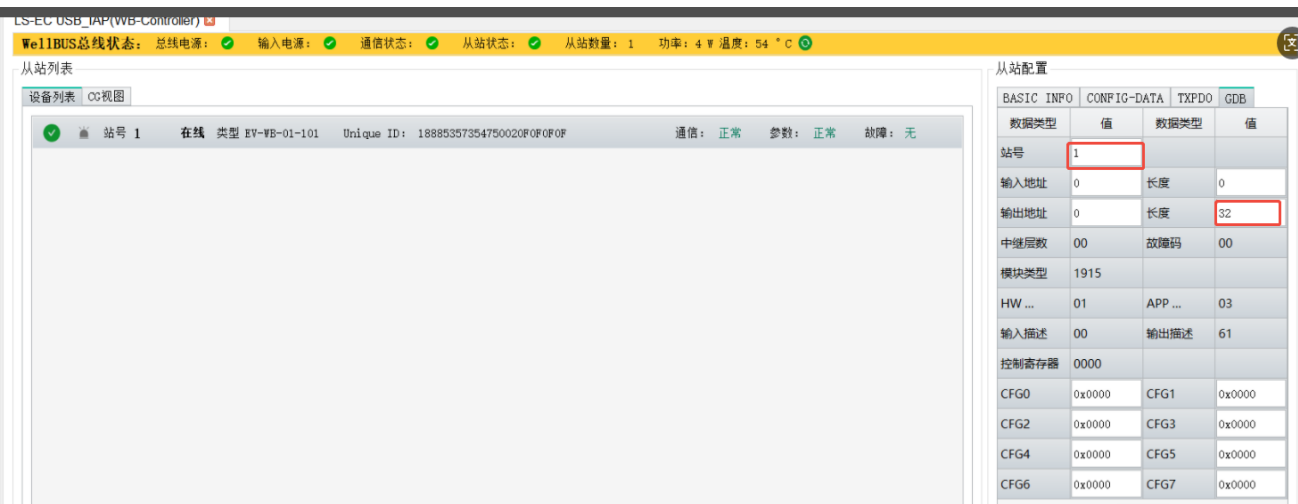 LS-EC USB_IAP(WB-Controller)
WellBUS总线状态： 总线电源： 输入电源： 通信状态： 从站状态： 从站数量：1 功率：4 W 温度：54 °C
从站列表
设备列表 CG视图
站号 1 在线 类型 EV-WB-01-101 Unique ID: 18885357354750020F0F0F0F 通信： 正常 参数： 正常 故障： 无
从站配置
BASIC INFO CONFIG-DATA TXPDO GDB
数据类型 值 数据类型 值
站号 1
输入地址 0 长度 0
输出地址 0 长度 32
中继层数 00 故障码 00
模块类型 1915
HW ... 01 APP ... 03
输入描述 00 输出描述 61
控制寄存器 0000
CFG0 0x0000 CFG1 0x0000
CFG2 0x0000 CFG3 0x0000
CFG4 0x0000 CFG5 0x0000
CFG6 0x0000 CFG7 0x0000